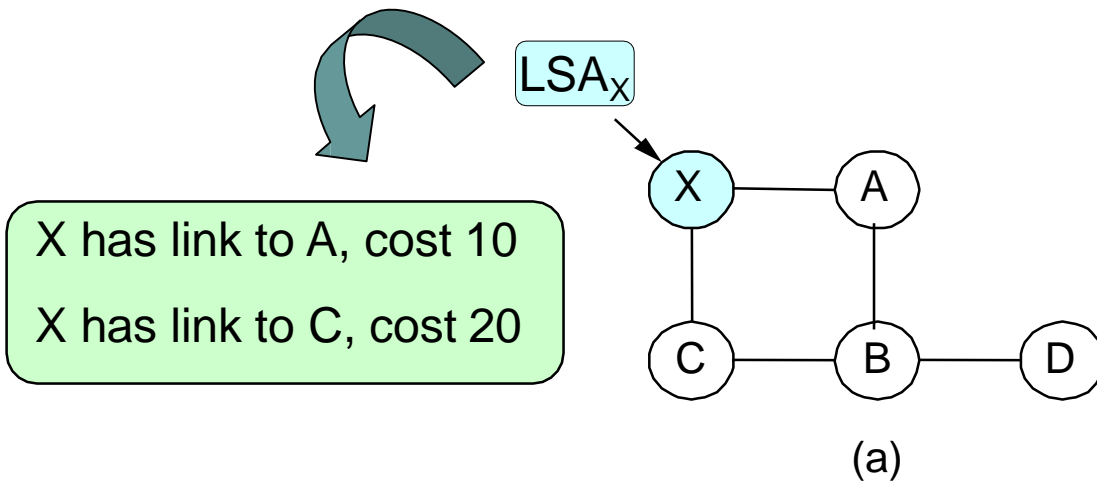 LSAX
X has link to A, cost 10
X has link to C, cost 20
X
A
C
B
D
(a)